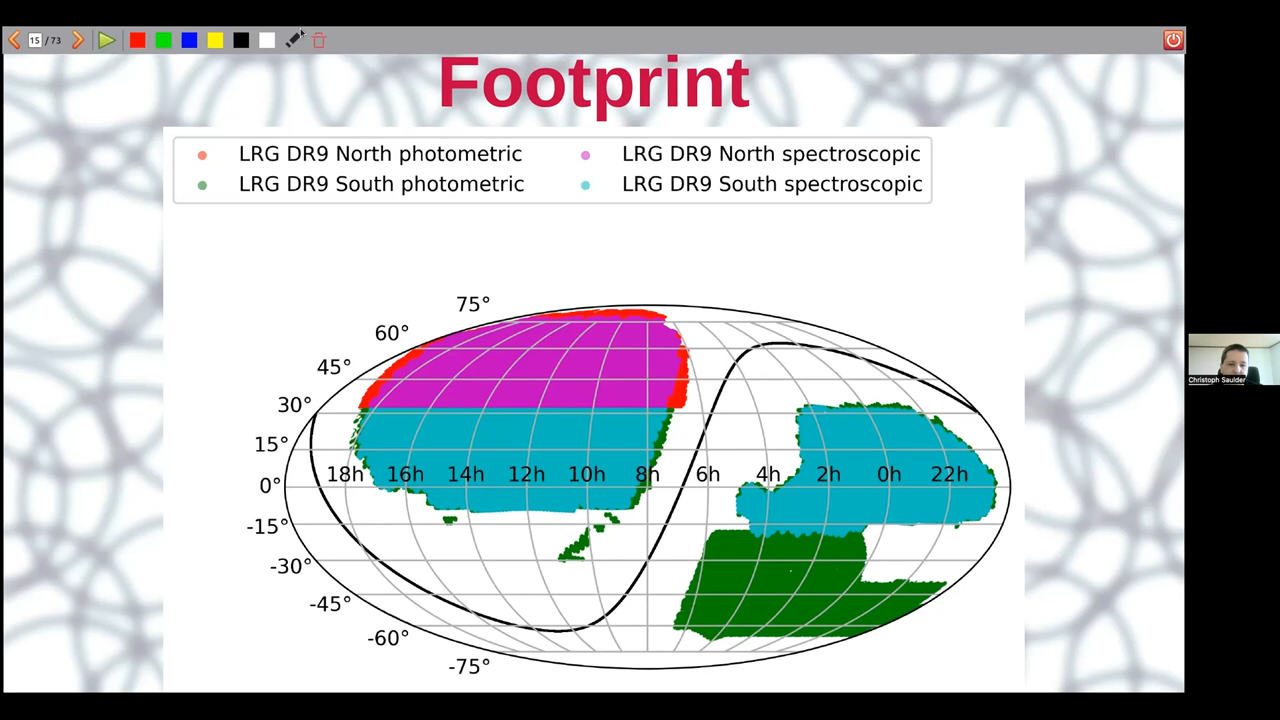 15 / 73
Footprint
LRG DR9 North photometric
LRG DR9 South photometric
LRG DR9 North spectroscopic
LRG DR9 South spectroscopic
75°
60°
45°
30°
15°
0°
-15°
-30°
-45°
-60°
-75°
18h 16h 14h 12h 10h 8h 6h 4h 2h 0h 22h
Christoph Saulder